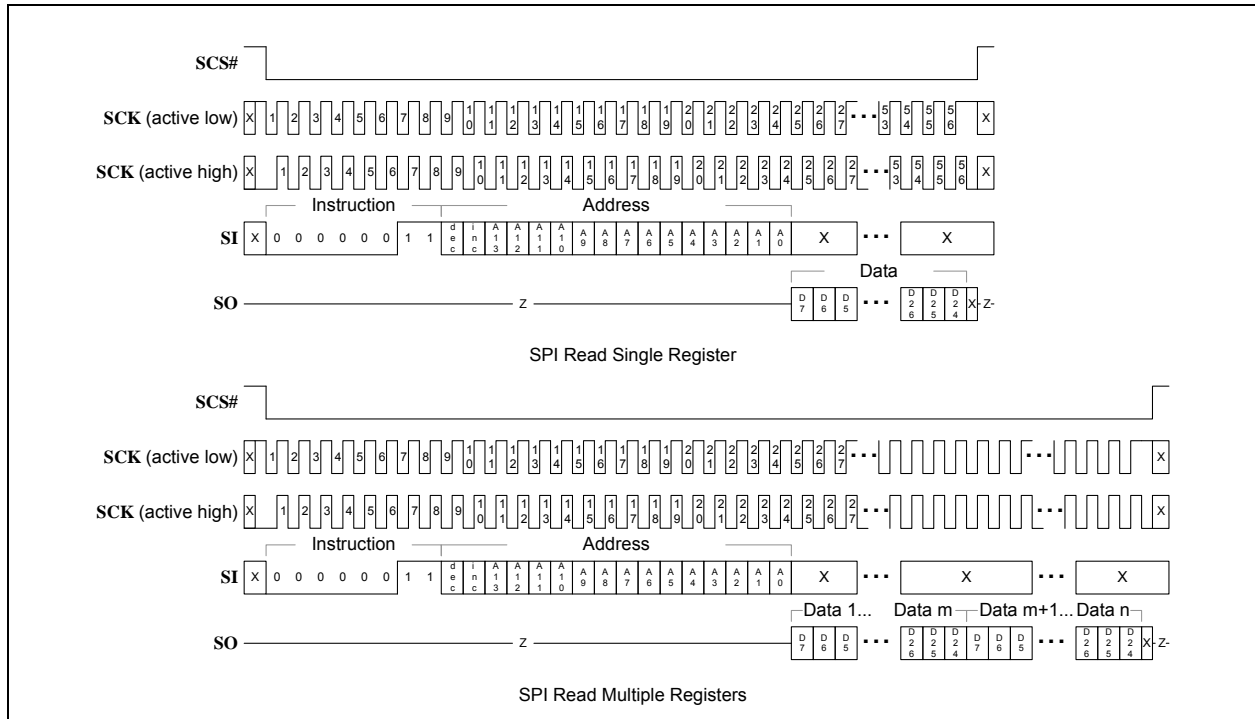 SCS#
SCK (active low) X 1 2 3 4 5 6 7 8 9 10 11 12 13 14 15 16 17 18 19 20 21 22 23 24 25 26 27 ... 53 54 55 56 X
SCK (active high) X 1 2 3 4 5 6 7 8 9 10 11 12 13 14 15 16 17 18 19 20 21 22 23 24 25 26 27 ... 53 54 55 56 X
Instruction Address
SI X 0 0 0 0 0 0 1 1 dec inc A13 A12 A11 A10 A9 A8 A7 A6 A5 A4 A3 A2 A1 A0 X ... X
Data
SO Z D7 D6 D5 ... D26 D25 D24 X Z
SPI Read Single Register
SCS#
SCK (active low) X 1 2 3 4 5 6 7 8 9 10 11 12 13 14 15 16 17 18 19 20 21 22 23 24 25 26 27 ... ... X
SCK (active high) X 1 2 3 4 5 6 7 8 9 10 11 12 13 14 15 16 17 18 19 20 21 22 23 24 25 26 27 ... ... X
Instruction Address
SI X 0 0 0 0 0 0 1 1 dec inc A13 A12 A11 A10 A9 A8 A7 A6 A5 A4 A3 A2 A1 A0 X ... X ... X
Data 1... Data m Data m+1... Data n
SO Z D7 D6 D5 ... D26 D25 D24 D7 D6 D5 ... D26 D25 D24 X Z
SPI Read Multiple Registers